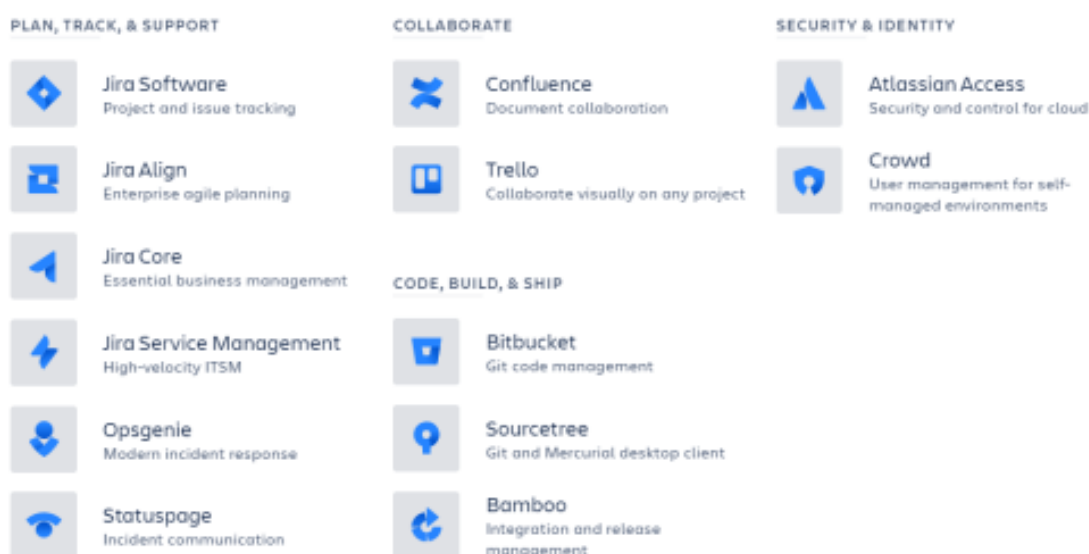 PLAN, TRACK, & SUPPORT
Jira Software
Project and issue tracking
Jira Align
Enterprise agile planning
Jira Core
Essential business management
Jira Service Management
High-velocity ITSM
Opsgenie
Modern incident response
Statuspage
Incident communication
COLLABORATE
Confluence
Document collaboration
Trello
Collaborate visually on any project
CODE, BUILD, & SHIP
Bitbucket
Git code management
Sourcetree
Git and Mercurial desktop client
Bamboo
Integration and release
management
SECURITY & IDENTITY
Atlassian Access
Security and control for cloud
Crowd
User management for self-
managed environments